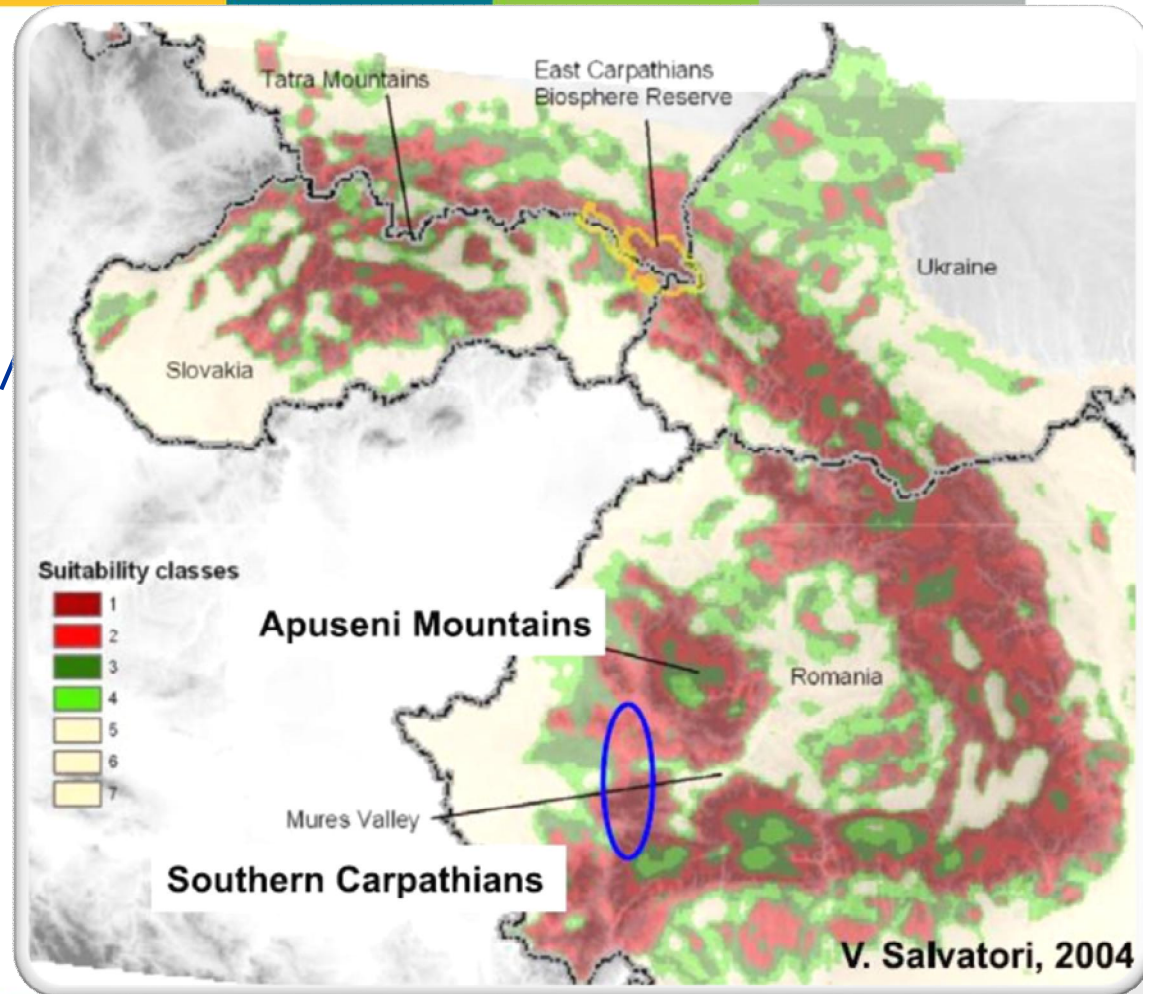 Tatra Mountains
East Carpathians
Biosphere Reserve
Ukraine
Slovakia
Suitability classes
1
2
3
4
5
6
7
Apuseni Mountains
Romania
Mures Valley
Southern Carpathians
V. Salvatori, 2004